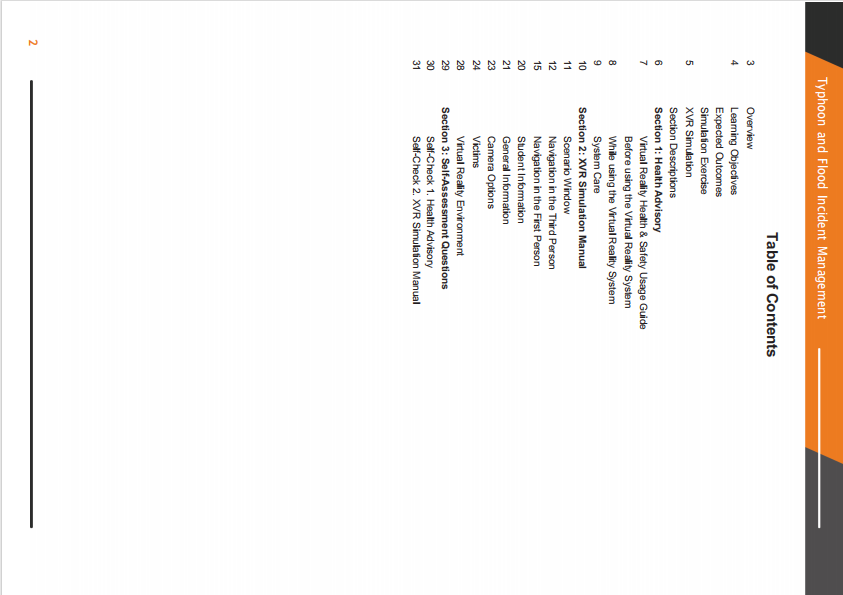 Typhoon and Flood Incident Management
Table of Contents
3 Overview
4 Learning Objectives
Expected Outcomes
Simulation Exercise
5 XVR Simulation
Section Descriptions
6 Section 1: Health Advisory
7 Virtual Reality Health & Safety Usage Guide
Before using the Virtual Reality System
8 While using the Virtual Reality System
9 System Care
10 Section 2: XVR Simulation Manual
11 Scenario Window
12 Navigation in the Third Person
15 Navigation in the First Person
20 Student Information
21 General Information
23 Camera Options
24 Victims
28 Virtual Reality Environment
29 Section 3: Self-Assessment Questions
30 Self-Check 1. Health Advisory
31 Self-Check 2. XVR Simulation Manual
2